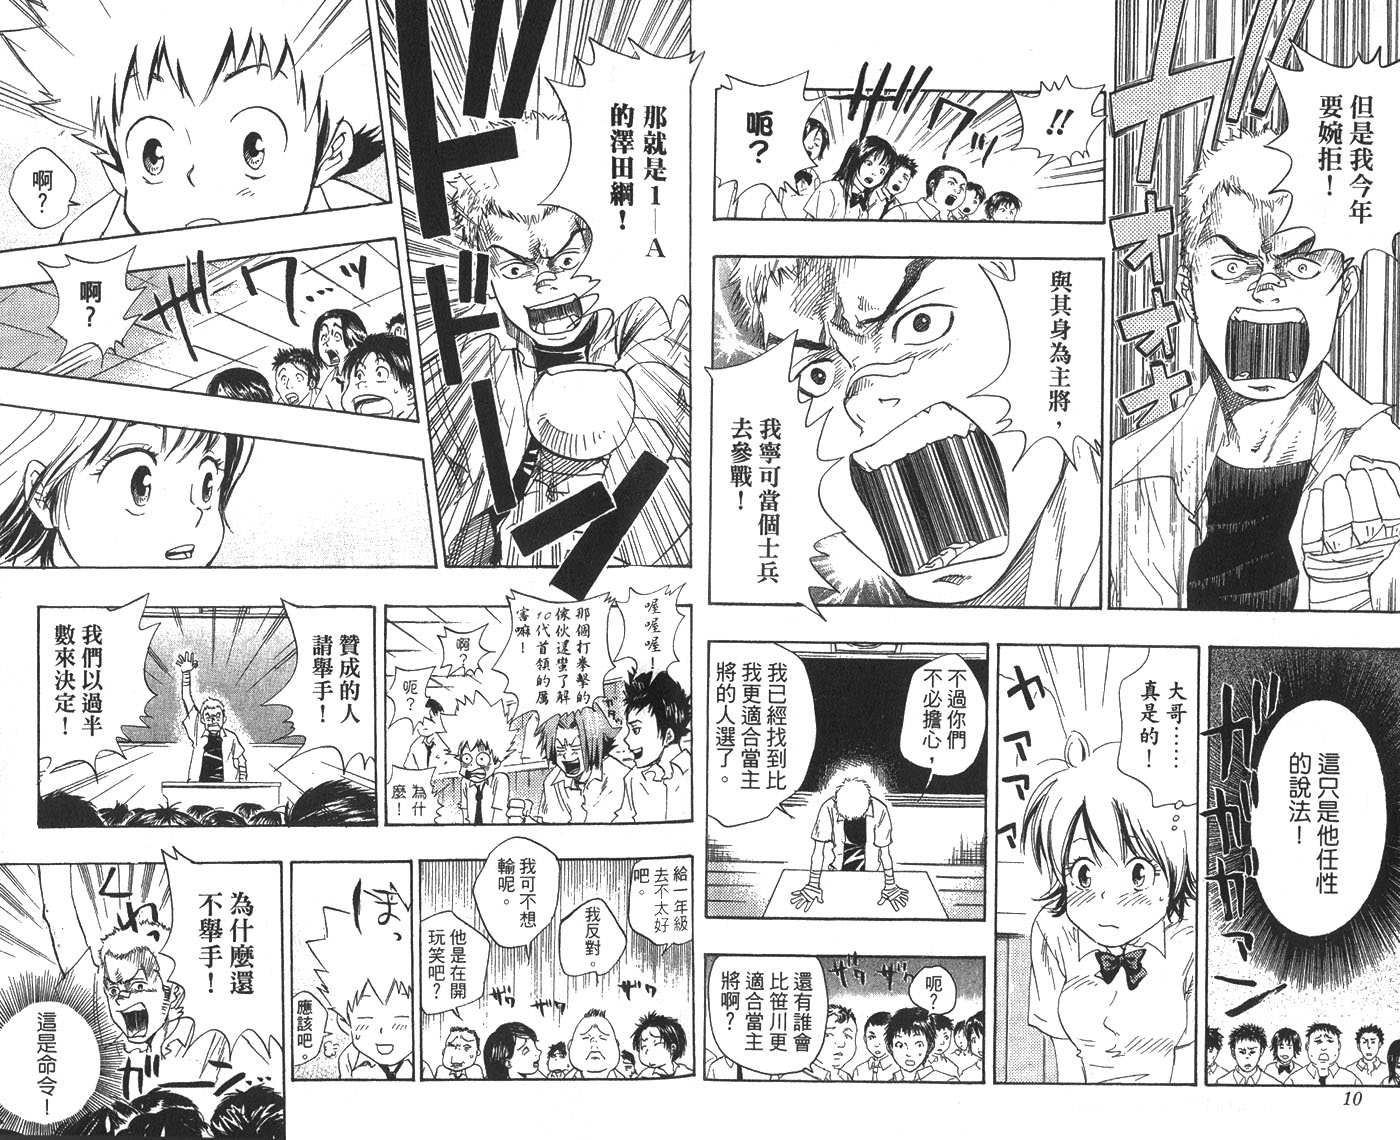 但是我今年
要婉拒！
!!
呃？
與其身為主將，
我寧可當個士兵
去參戰！
這只是他任性
的說法！
大哥……
真是的！
不過你們
不必擔心，
我已經找到比
我更適合當主
將的人選了。
呃？
還有誰會
比笹川更
適合當主
將啊？
10
那就是1—A
的澤田綱！
啊？
啊？
喔喔！
那個打拳擊的
傢伙還蠻了解
10代首領的厲
害嘛！
啊？
呃？
為什
麼！
贊成的人
請舉手！
我們以過半
數來決定！
給一年級
去不太好
吧。
我反對。
我可不想
輸呢。
他是在開
玩笑吧？
ま、
應該吧。
為什麼還
不舉手！
這是命令！